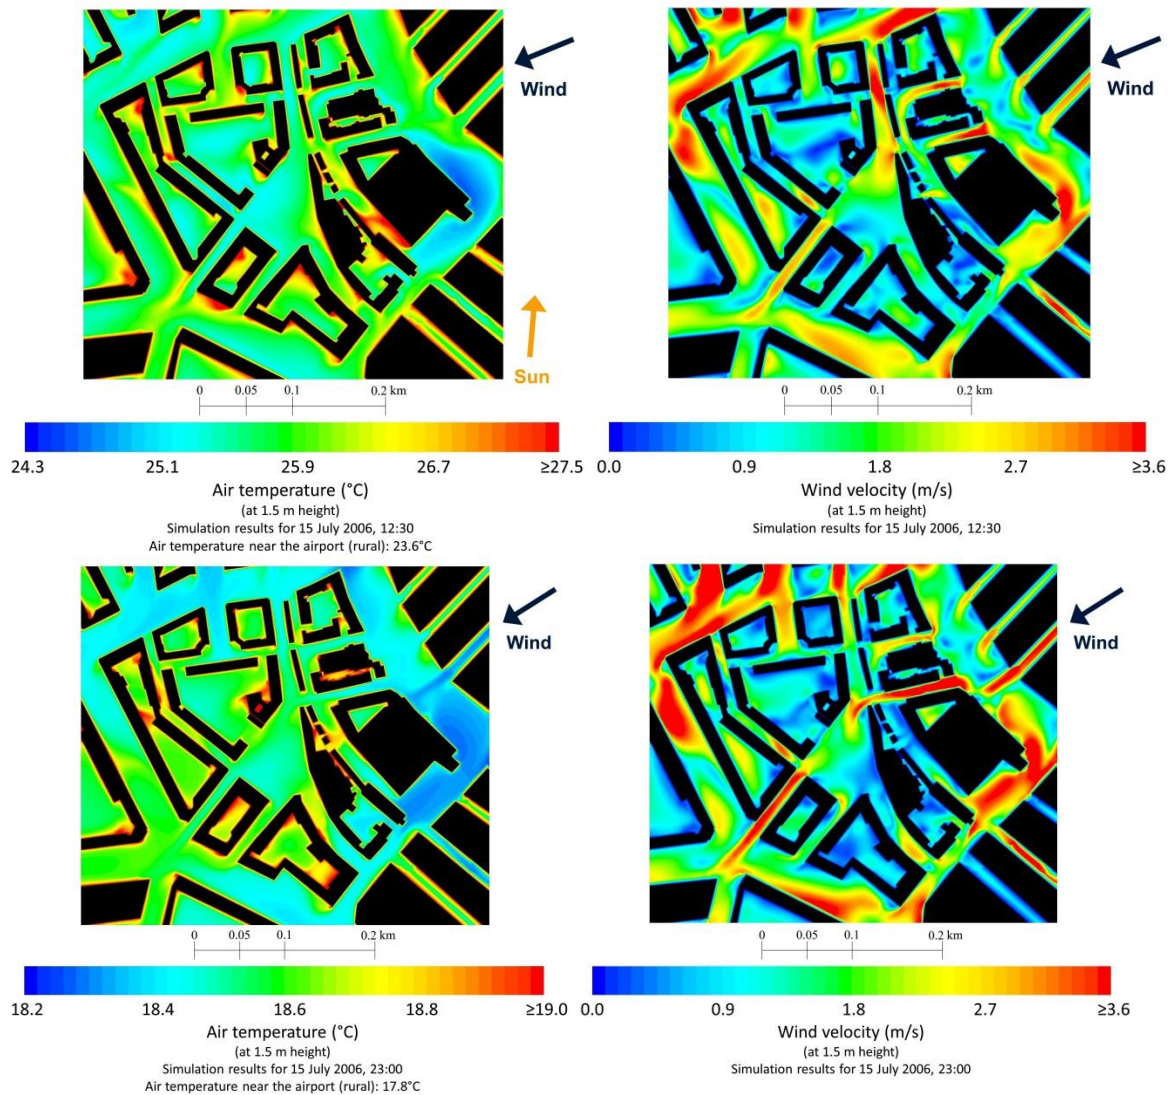 Wind
Sun
0 0.05 0.1 0.2 km
24.3 25.1 25.9 26.7 ≥27.5
Air temperature (°C)
(at 1.5 m height)
Simulation results for 15 July 2006, 12:30
Air temperature near the airport (rural): 23.6°C
Wind
0 0.05 0.1 0.2 km
0.0 0.9 1.8 2.7 ≥3.6
Wind velocity (m/s)
(at 1.5 m height)
Simulation results for 15 July 2006, 12:30
Wind
0 0.05 0.1 0.2 km
18.2 18.4 18.6 18.8 ≥19.0
Air temperature (°C)
(at 1.5 m height)
Simulation results for 15 July 2006, 23:00
Air temperature near the airport (rural): 17.8°C
Wind
0 0.05 0.1 0.2 km
0.0 0.9 1.8 2.7 ≥3.6
Wind velocity (m/s)
(at 1.5 m height)
Simulation results for 15 July 2006, 23:00